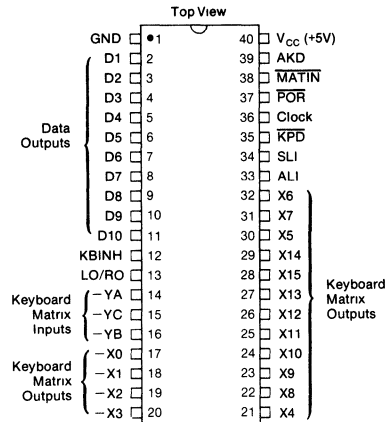 Top View
GND 1 40 VCC (+5V)
D1 2 39 AKD
D2 3 38 MATIN
D3 4 37 POR
D4 5 36 Clock
D5 6 35 KPD
D6 7 34 SLI
D7 8 33 ALI
D8 9 32 X6
D9 10 31 X7
D10 11 30 X5
KBINH 12 29 X14
LO/RO 13 28 X15
YA 14 27 X13
YC 15 26 X12
YB 16 25 X11
X0 17 24 X10
X1 18 23 X9
X2 19 22 X8
X3 20 21 X4
Data
Outputs
Keyboard
Matrix
Inputs
Keyboard
Matrix
Outputs
Keyboard
Matrix
Outputs